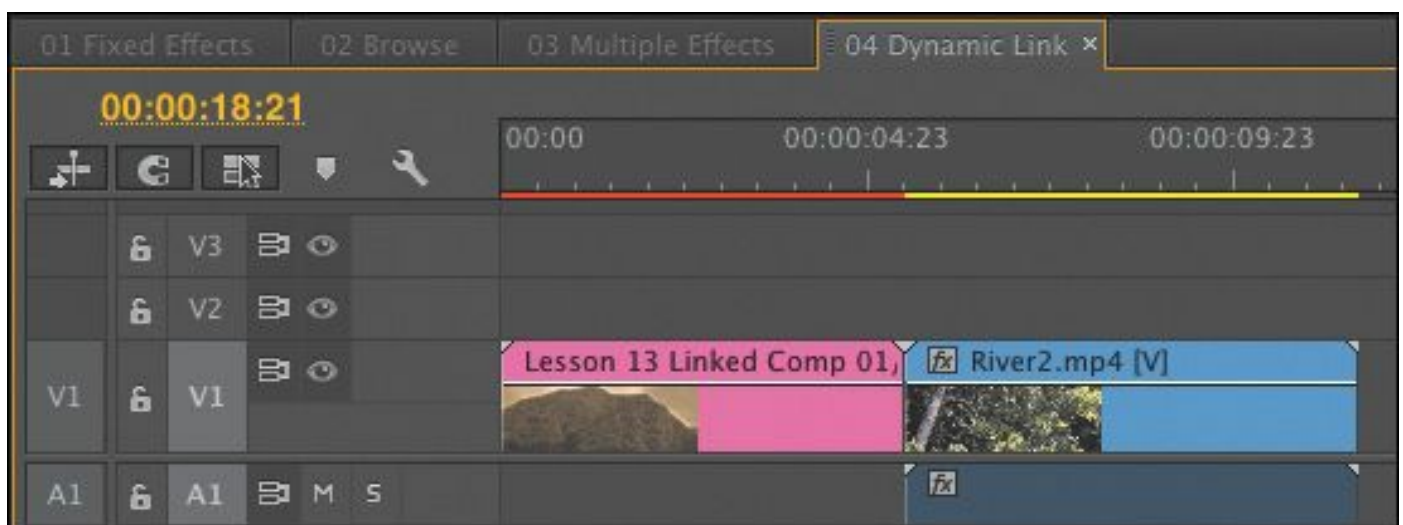 01 Fixed Effects 02 Browse 03 Multiple Effects 04 Dynamic Link ×
00:00:18:21
00:00 00:00:04:23 00:00:09:23
V3
V2
Lesson 13 Linked Comp 01, fx River2.mp4 [V]
V1 V1
A1 A1 M S fx